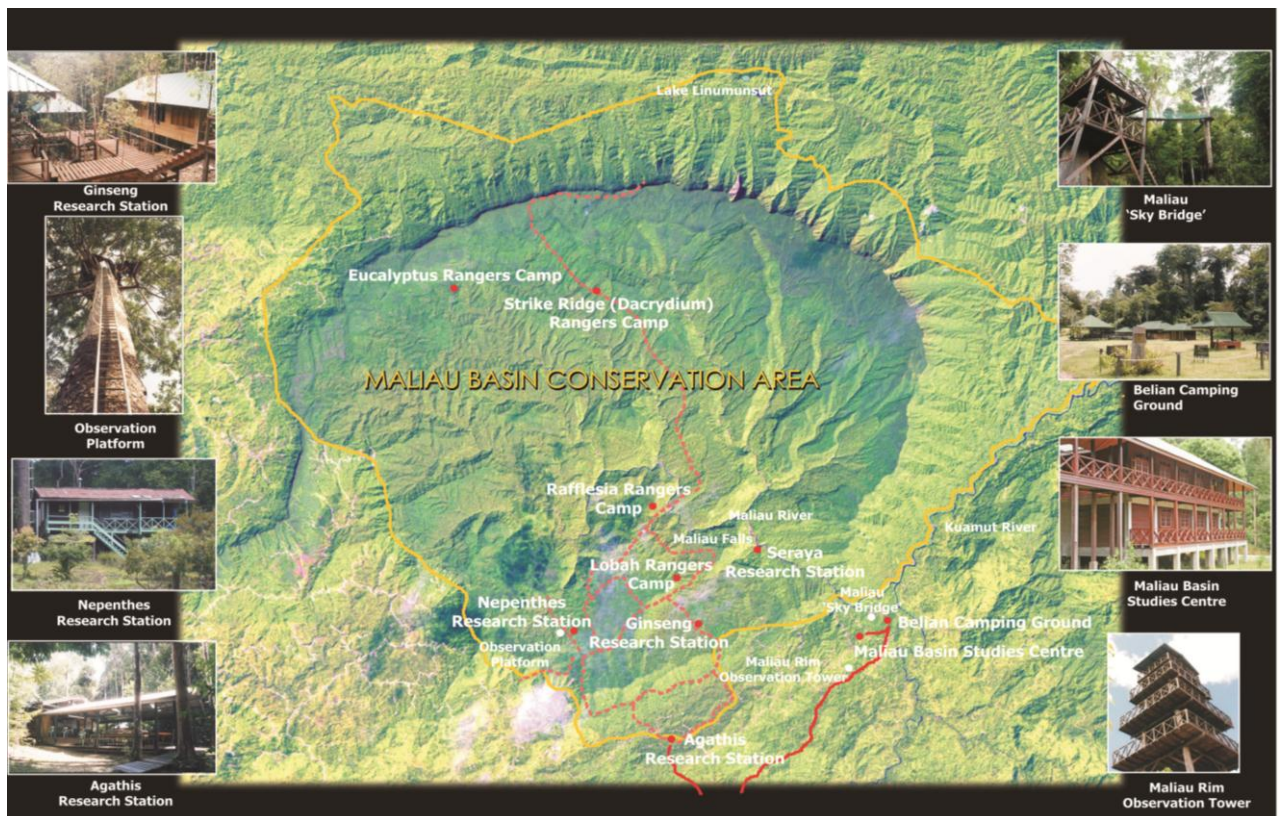 Ginseng
Research Station
Observation
Platform
Nepenthes
Research Station
Agathis
Research Station
Lake Linumunsut
Eucalyptus Rangers Camp
Strike Ridge (Dacrydium)
Rangers Camp
MALIAU BASIN CONSERVATION AREA
Rafflesia Rangers
Camp
Maliau River
Maliau Falls
Kuamut River
Seraya
Research Station
Lobah Rangers
Camp
Nepenthes
Research Station
Observation
Platform
Ginseng
Research Station
Maliau
'Sky Bridge'
Belian Camping Ground
Maliau Basin Studies Centre
Maliau Rim
Observation Tower
Agathis
Research Station
Maliau
'Sky Bridge'
Belian Camping
Ground
Maliau Basin
Studies Centre
Maliau Rim
Observation Tower